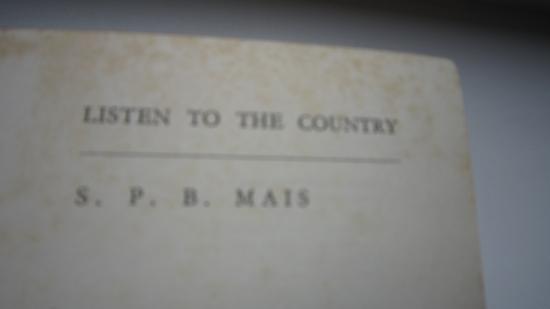 LISTEN TO THE COUNTRY
S. P. B. MAIS